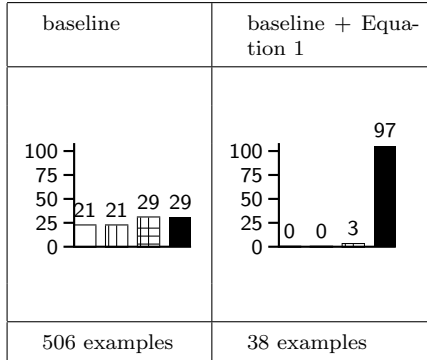 baseline
baseline + Equa-
tion 1
100
75
50
25
0
21 21 29 29
100
75
50
25
0
0 0 3 97
506 examples
38 examples